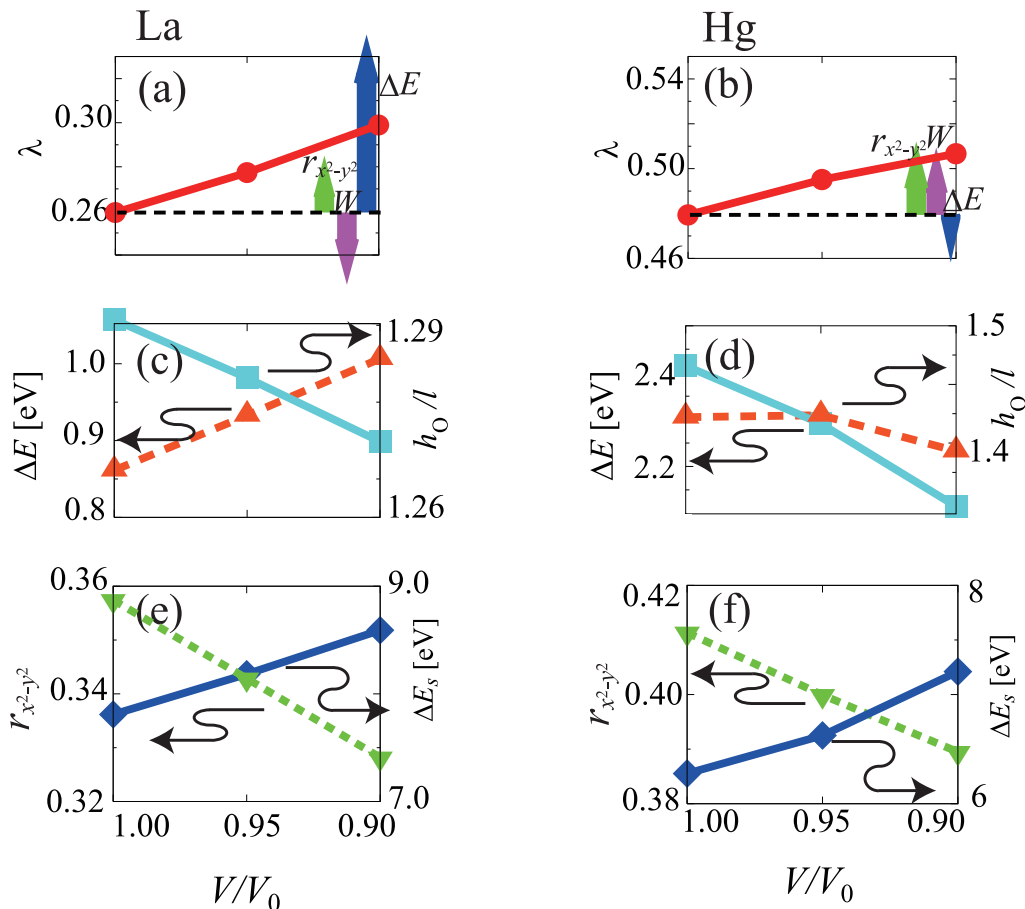 La
Hg
(a)
0.30
0.26
λ
ΔE
r_{x²−y²}
W
(b)
0.54
0.50
0.46
λ
r_{x²−y²}
W
ΔE
(c)
1.0
0.9
0.8
ΔE [eV]
1.29
1.26
h_O/l
(d)
2.4
2.2
ΔE [eV]
1.5
1.4
h_O/l
(e)
0.36
0.34
0.32
r_{x²−y²}
9.0
7.0
ΔE_s [eV]
1.00 0.95 0.90
V/V_0
(f)
0.42
0.40
0.38
r_{x²−y²}
8
6
ΔE_s [eV]
1.00 0.95 0.90
V/V_0